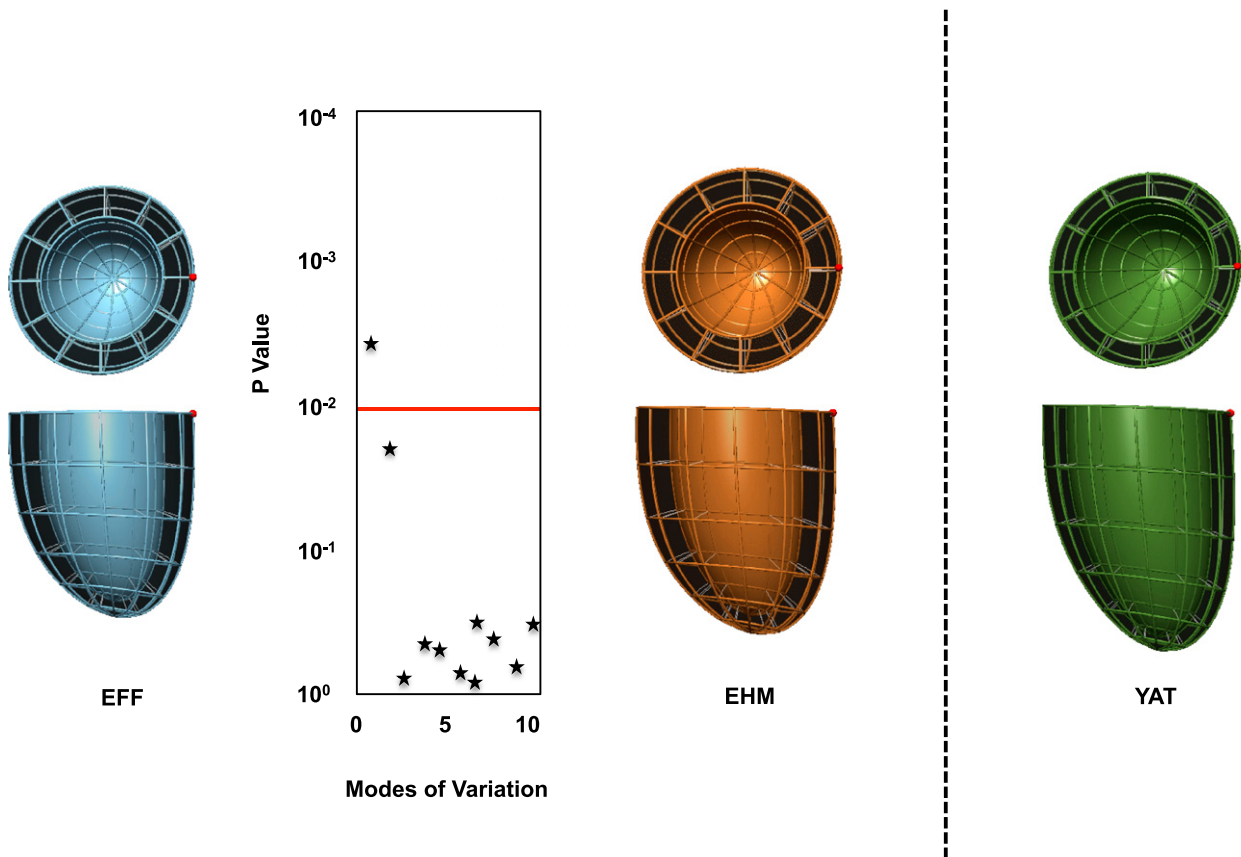 10-4
10-3
P Value
10-2
10-1
100
0 5 10
EFF
EHM
YAT
Modes of Variation